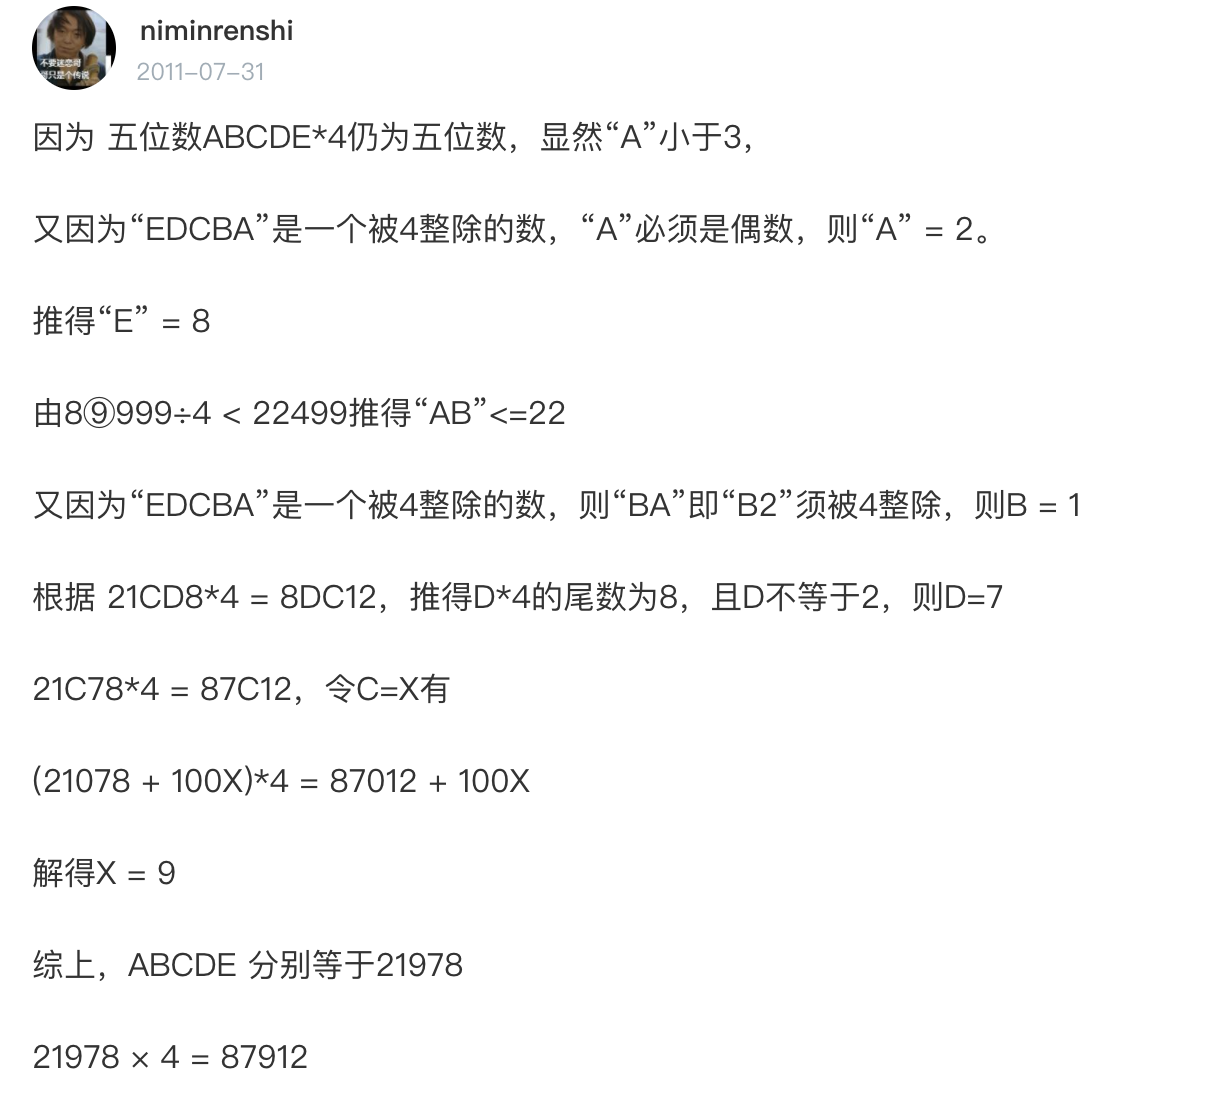 niminrenshi
不要迷恋哥
哥只是个传说
2011-07-31
因为 五位数ABCDE*4仍为五位数，显然“A”小于3，
又因为“EDCBA”是一个被4整除的数，“A”必须是偶数，则“A” = 2。
推得“E” = 8
由8⑨999÷4 < 22499推得“AB”<=22
又因为“EDCBA”是一个被4整除的数，则“BA”即“B2”须被4整除，则B = 1
根据 21CD8*4 = 8DC12，推得D*4的尾数为8，且D不等于2，则D=7
21C78*4 = 87C12，令C=X有
(21078 + 100X)*4 = 87012 + 100X
解得X = 9
综上，ABCDE 分别等于21978
21978 × 4 = 87912